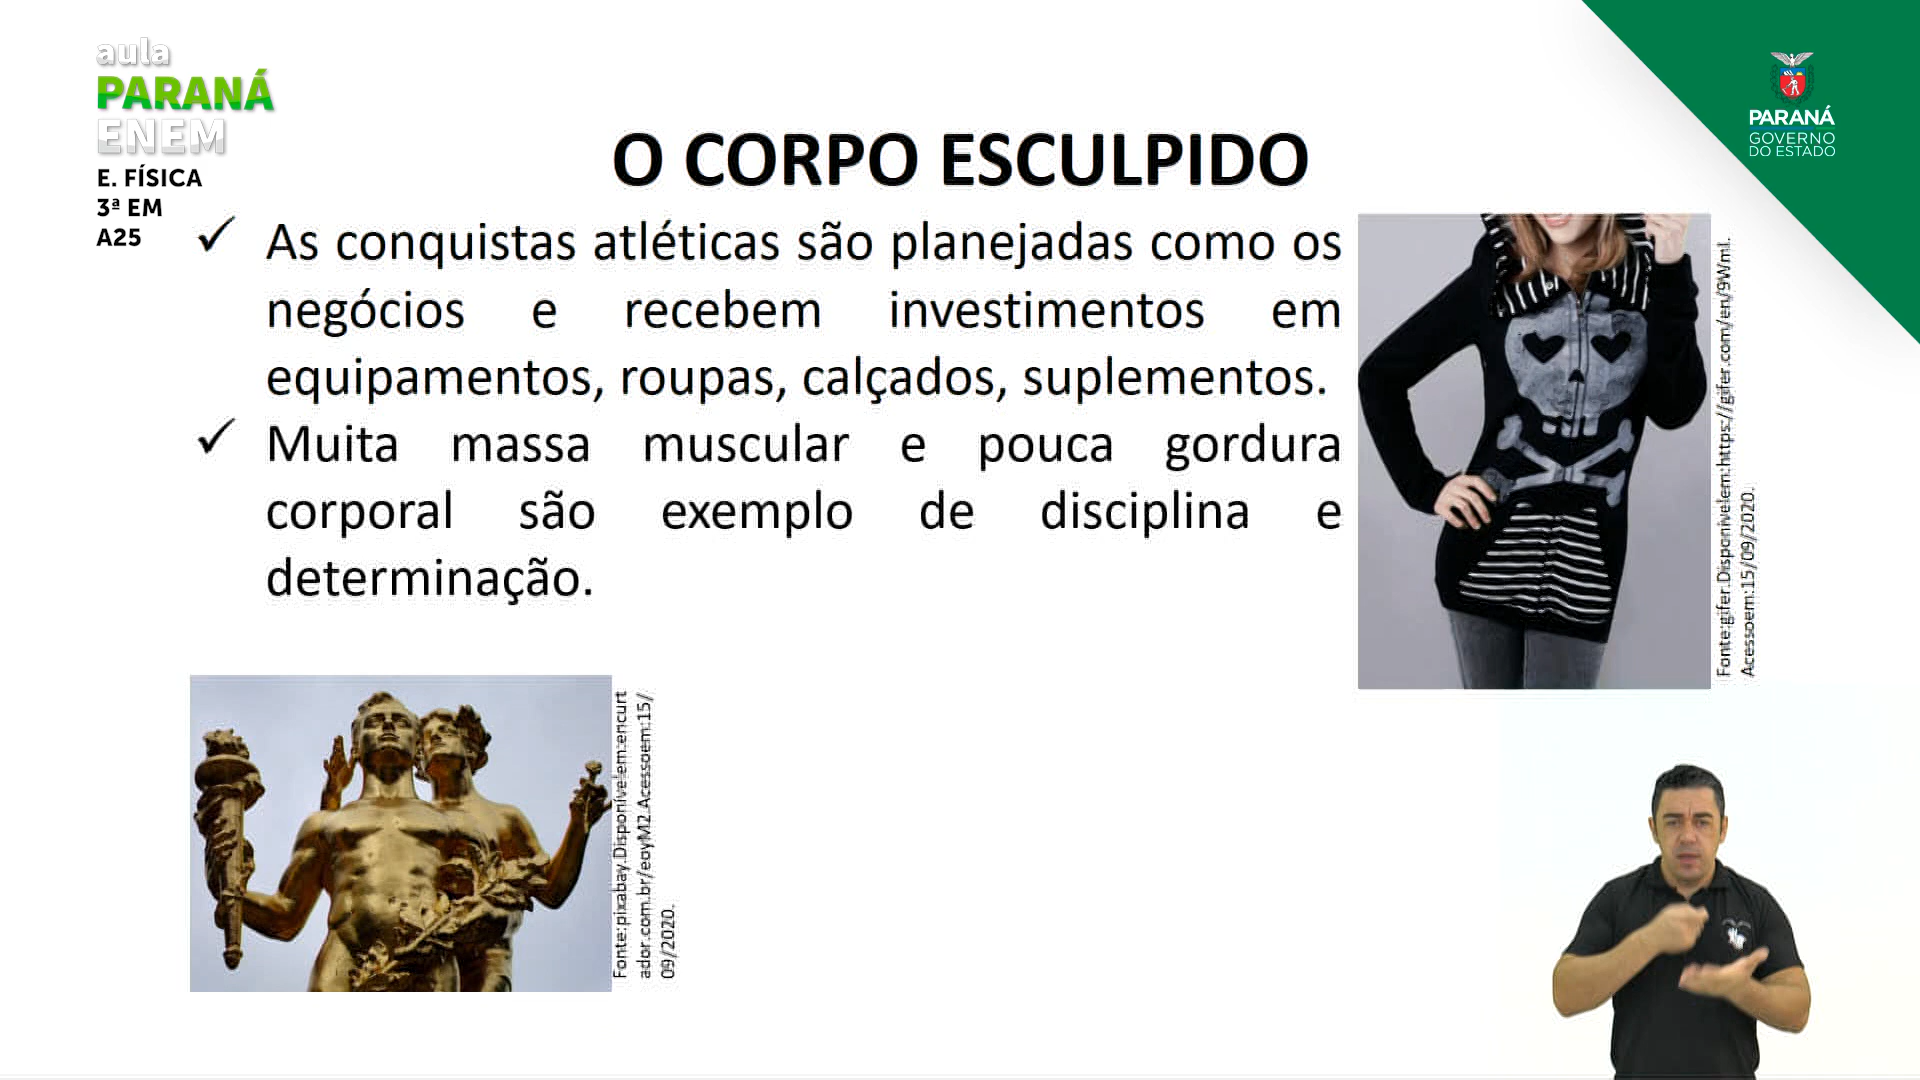 aula
PARANÁ
ENEM
E. FÍSICA
3ª EM
A25
PARANÁ
GOVERNO
DO ESTADO
O CORPO ESCULPIDO
✓ As conquistas atléticas são planejadas como os
negócios e recebem investimentos em
equipamentos, roupas, calçados, suplementos.
✓ Muita massa muscular e pouca gordura
corporal são exemplo de disciplina e
determinação.
Fonte:gifer.Disponívelem:https://gifer.com/en/9Wml.
Acessoem:15/09/2020.
Fonte:pixabay.Disponívelem:encurt
ador.com.br/eoyM2.Acessoem:15/
09/2020.